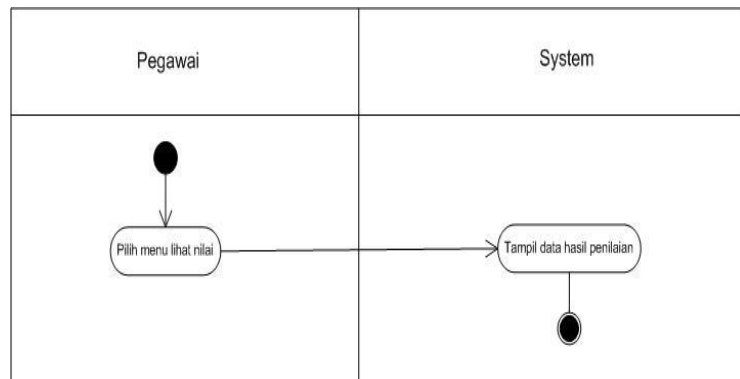 Pegawai
System
Pilih menu lihat nilai
Tampil data hasil penilaian